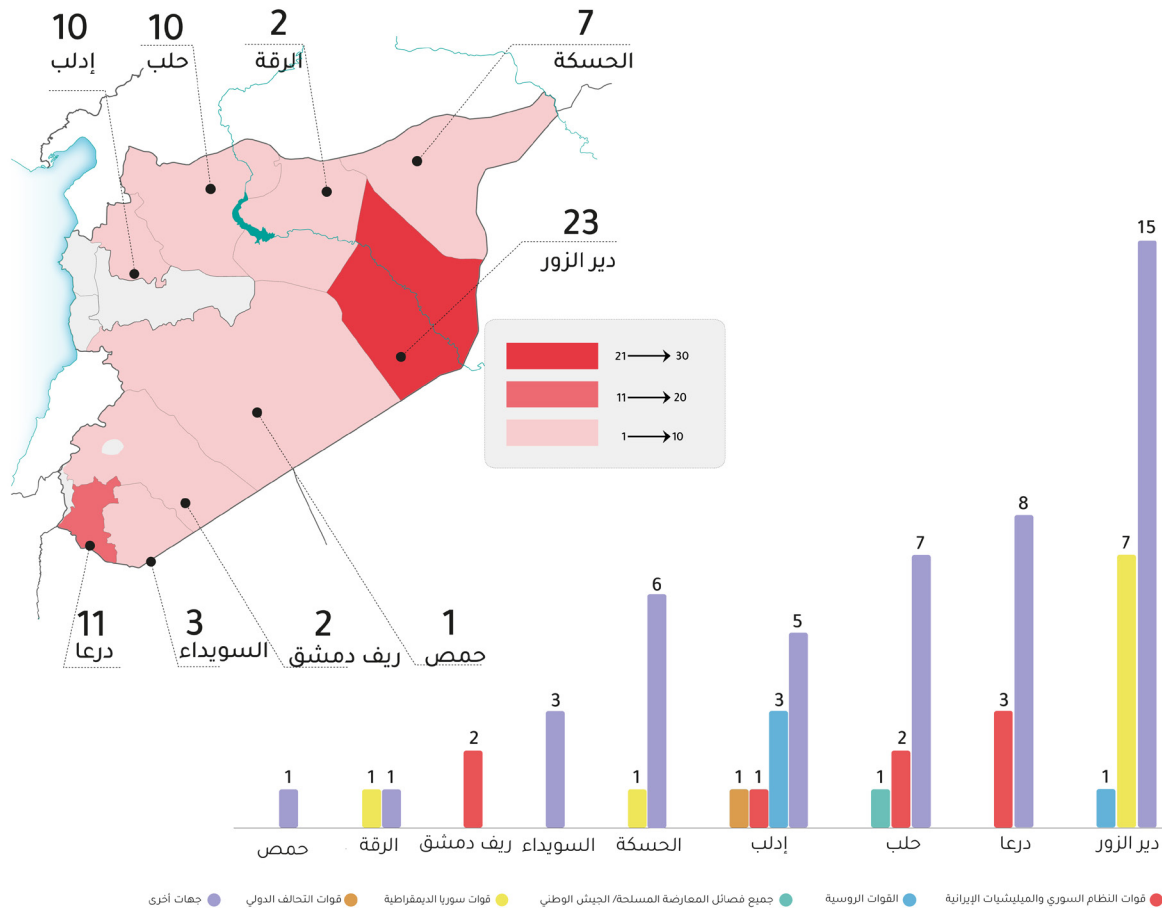 10
إدلب
10
حلب
2
الرقة
7
الحسكة
23
دير الزور
21 → 30
11 → 20
1 → 10
11
درعا
3
السويداء
2
ريف دمشق
1
حمص
1
1 1
2
3
1 6
1 1 3 5
1 2 7
3 8
1 7 15
حمص
الرقة
ريف دمشق
السويداء
الحسكة
إدلب
حلب
درعا
دير الزور
قوات النظام السوري والميليشيات الإيرانية
القوات الروسية
جميع فصائل المعارضة المسلحة/ الجيش الوطني
قوات سوريا الديمقراطية
قوات التحالف الدولي
جهات أخرى